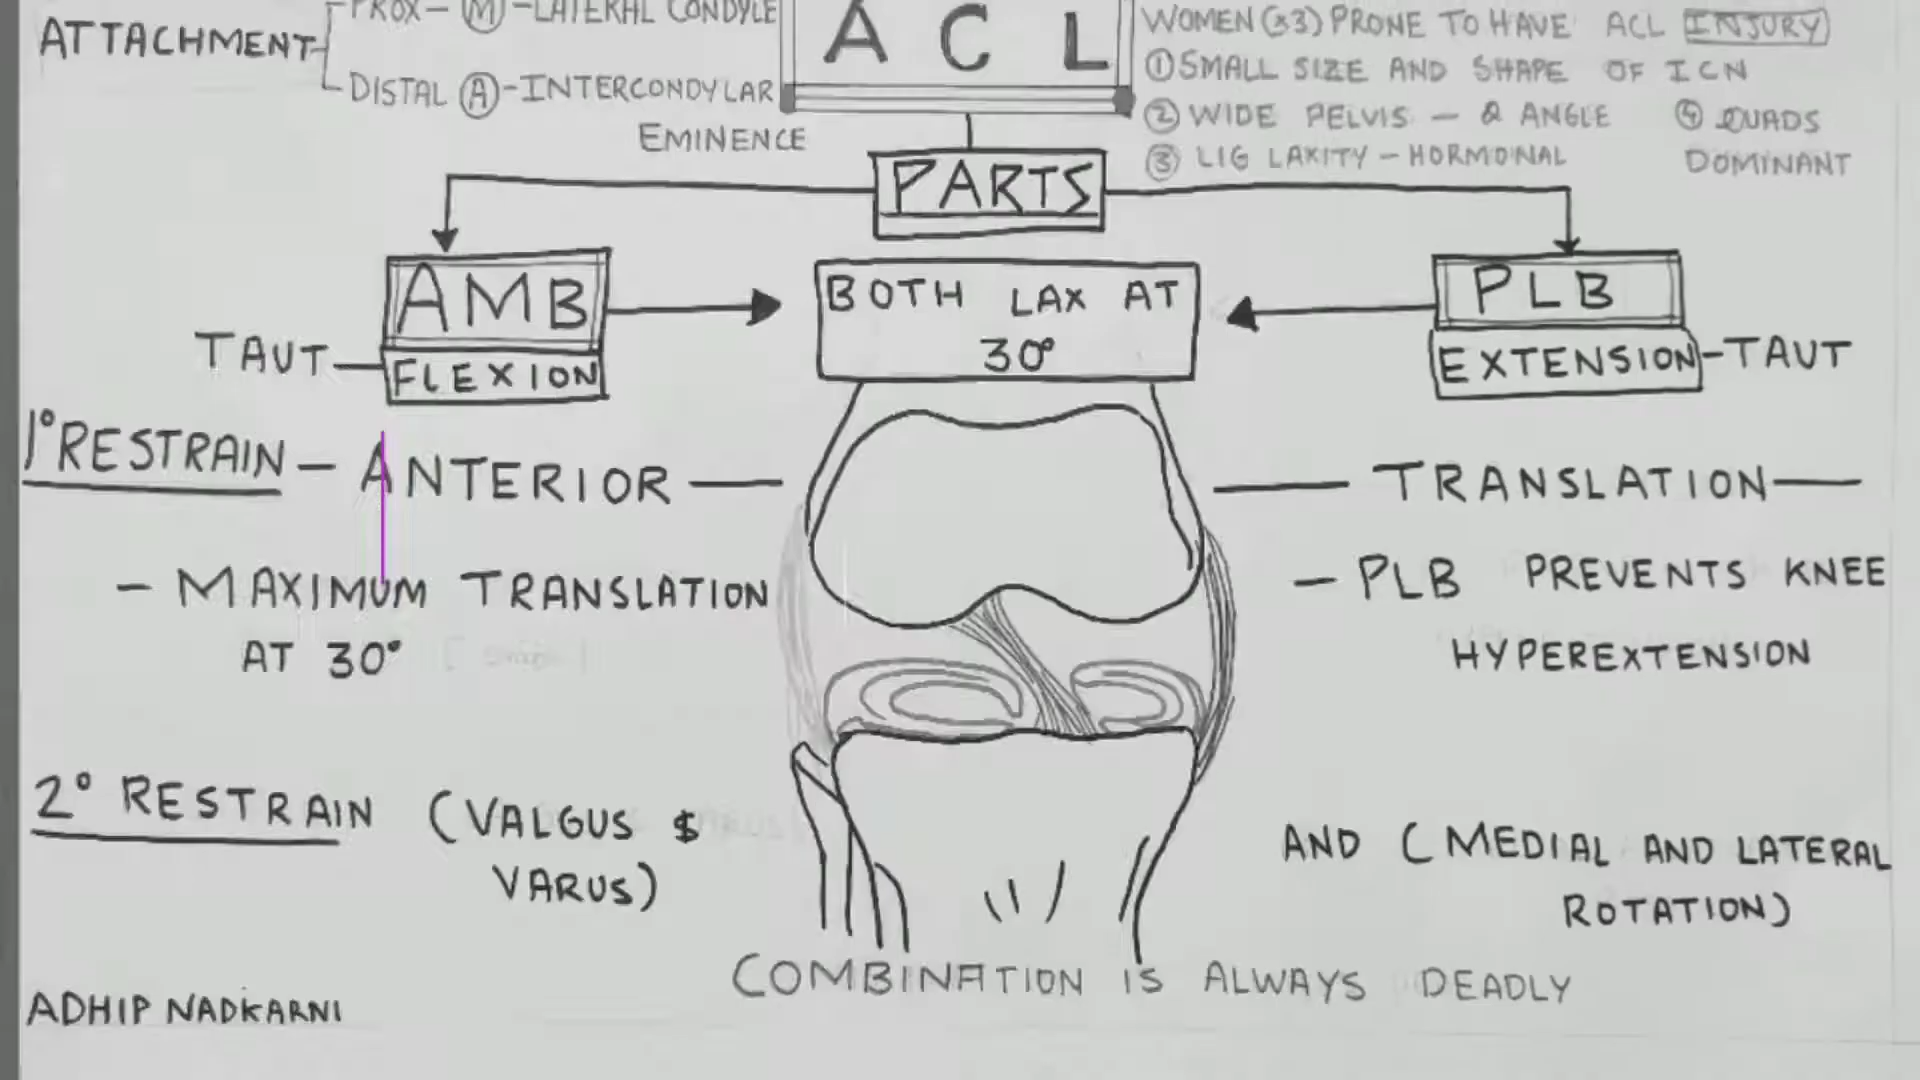 ATTACHMENT
PROX - (M) - LATERAL CONDYLE
DISTAL (A) - INTERCONDYLAR
EMINENCE
A C L
WOMEN (x3) PRONE TO HAVE ACL INJURY
① SMALL SIZE AND SHAPE OF ICN
② WIDE PELVIS - Q ANGLE
③ LIG LAXITY - HORMONAL
④ QUADS
DOMINANT
PARTS
AMB
TAUT - FLEXION
BOTH LAX AT
30°
PLB
EXTENSION - TAUT
1° RESTRAIN - ANTERIOR — — TRANSLATION —
- MAXIMUM TRANSLATION
AT 30°
- PLB PREVENTS KNEE
HYPEREXTENSION
2° RESTRAIN (VALGUS $
VARUS)
AND (MEDIAL AND LATERAL
ROTATION)
COMBINATION IS ALWAYS DEADLY
ADHIP NADKARNI